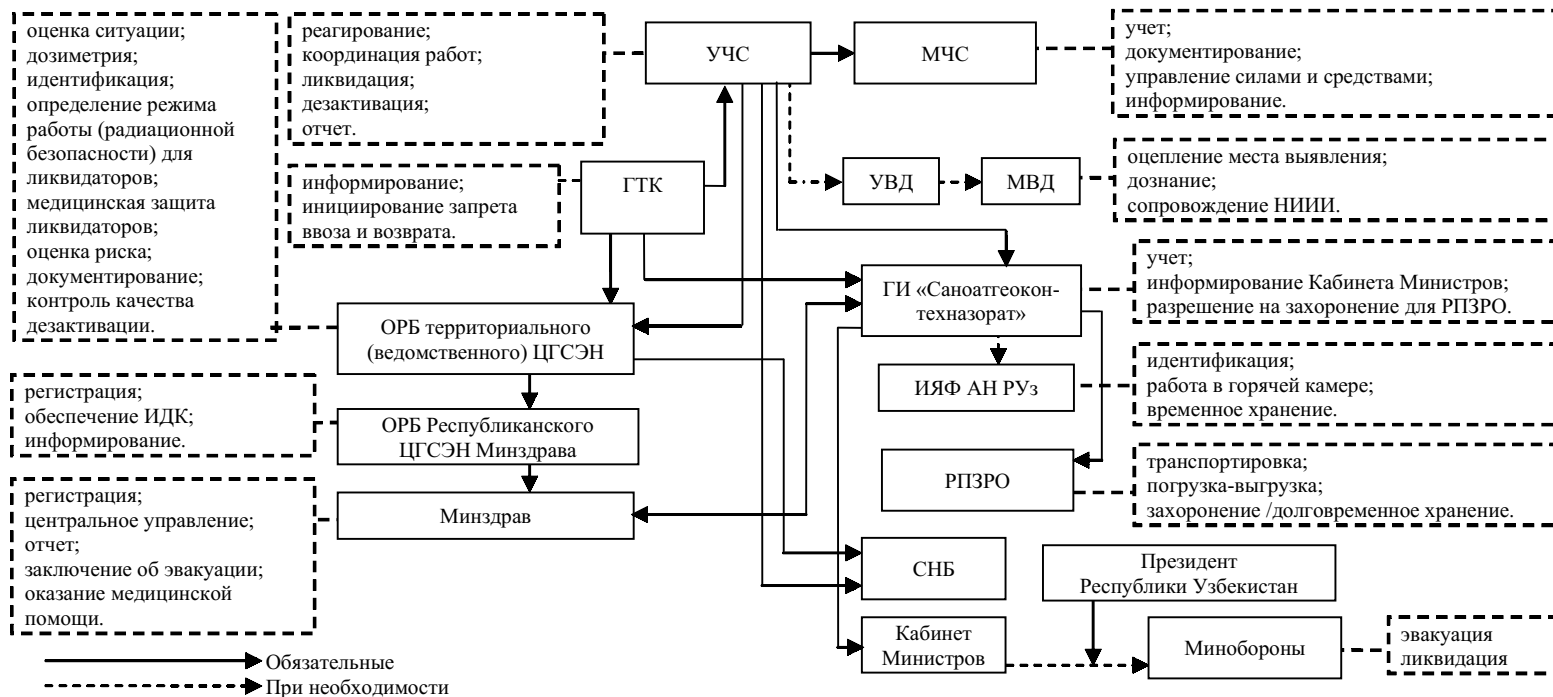 оценка ситуации;
дозиметрия;
идентификация;
определение режима
работы (радиационной
безопасности) для
ликвидаторов;
медицинская защита
ликвидаторов;
оценка риска;
документирование;
контроль качества
дезактивации.
реагирование;
координация работ;
ликвидация;
дезактивация;
отчет.
УЧС
МЧС
учет;
документирование;
управление силами и средствами;
информирование.
информирование;
инициирование запрета
ввоза и возврата.
ГТК
УВД
МВД
оцепление места выявления;
дознание;
сопровождение НИИИ.
ГИ «Саноатгеокон-
техназорат»
учет;
информирование Кабинета Министров;
разрешение на захоронение для РПЗРО.
ОРБ территориального
(ведомственного) ЦГСЭН
ИЯФ АН РУз
идентификация;
работа в горячей камере;
временное хранение.
регистрация;
обеспечение ИДК;
информирование.
ОРБ Республиканского
ЦГСЭН Минздрава
РПЗРО
транспортировка;
погрузка-выгрузка;
захоронение /долговременное хранение.
регистрация;
центральное управление;
отчет;
заключение об эвакуации;
оказание медицинской
помощи.
Минздрав
СНБ
Президент
Республики Узбекистан
Кабинет
Министров
Минобороны
эвакуация
ликвидация
Обязательные
При необходимости